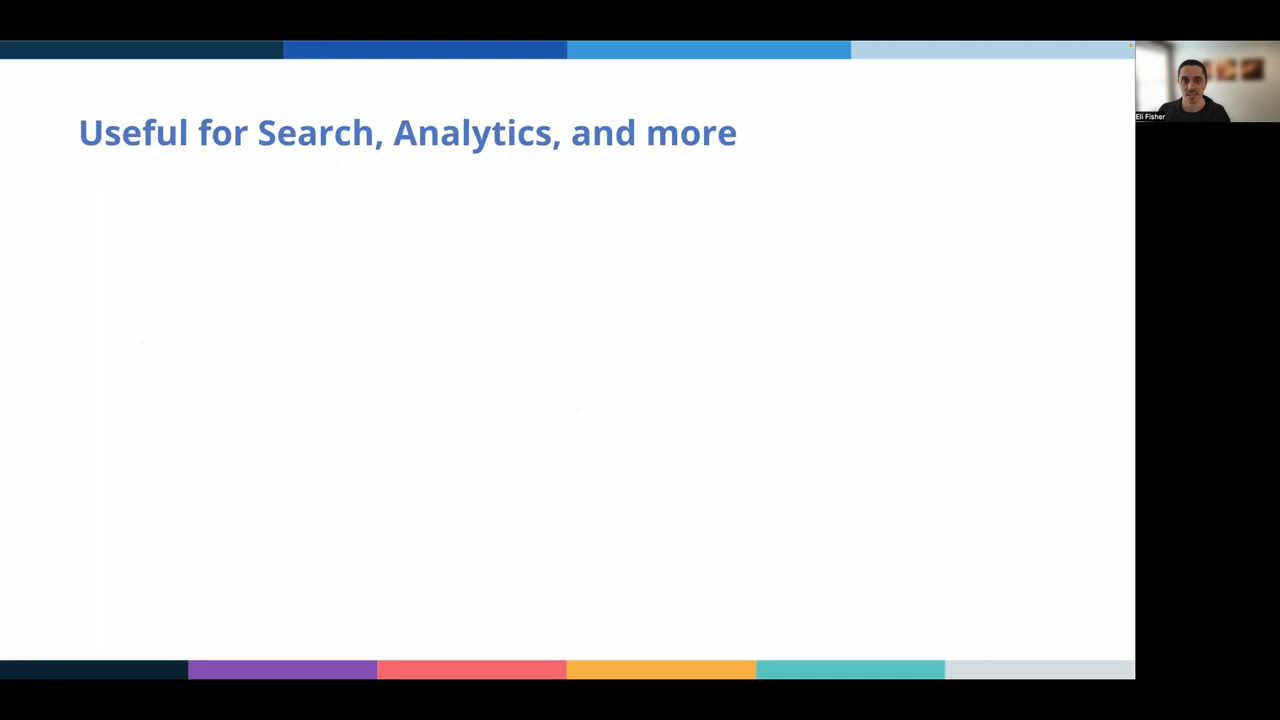 Useful for Search, Analytics, and more
Eli Fisher